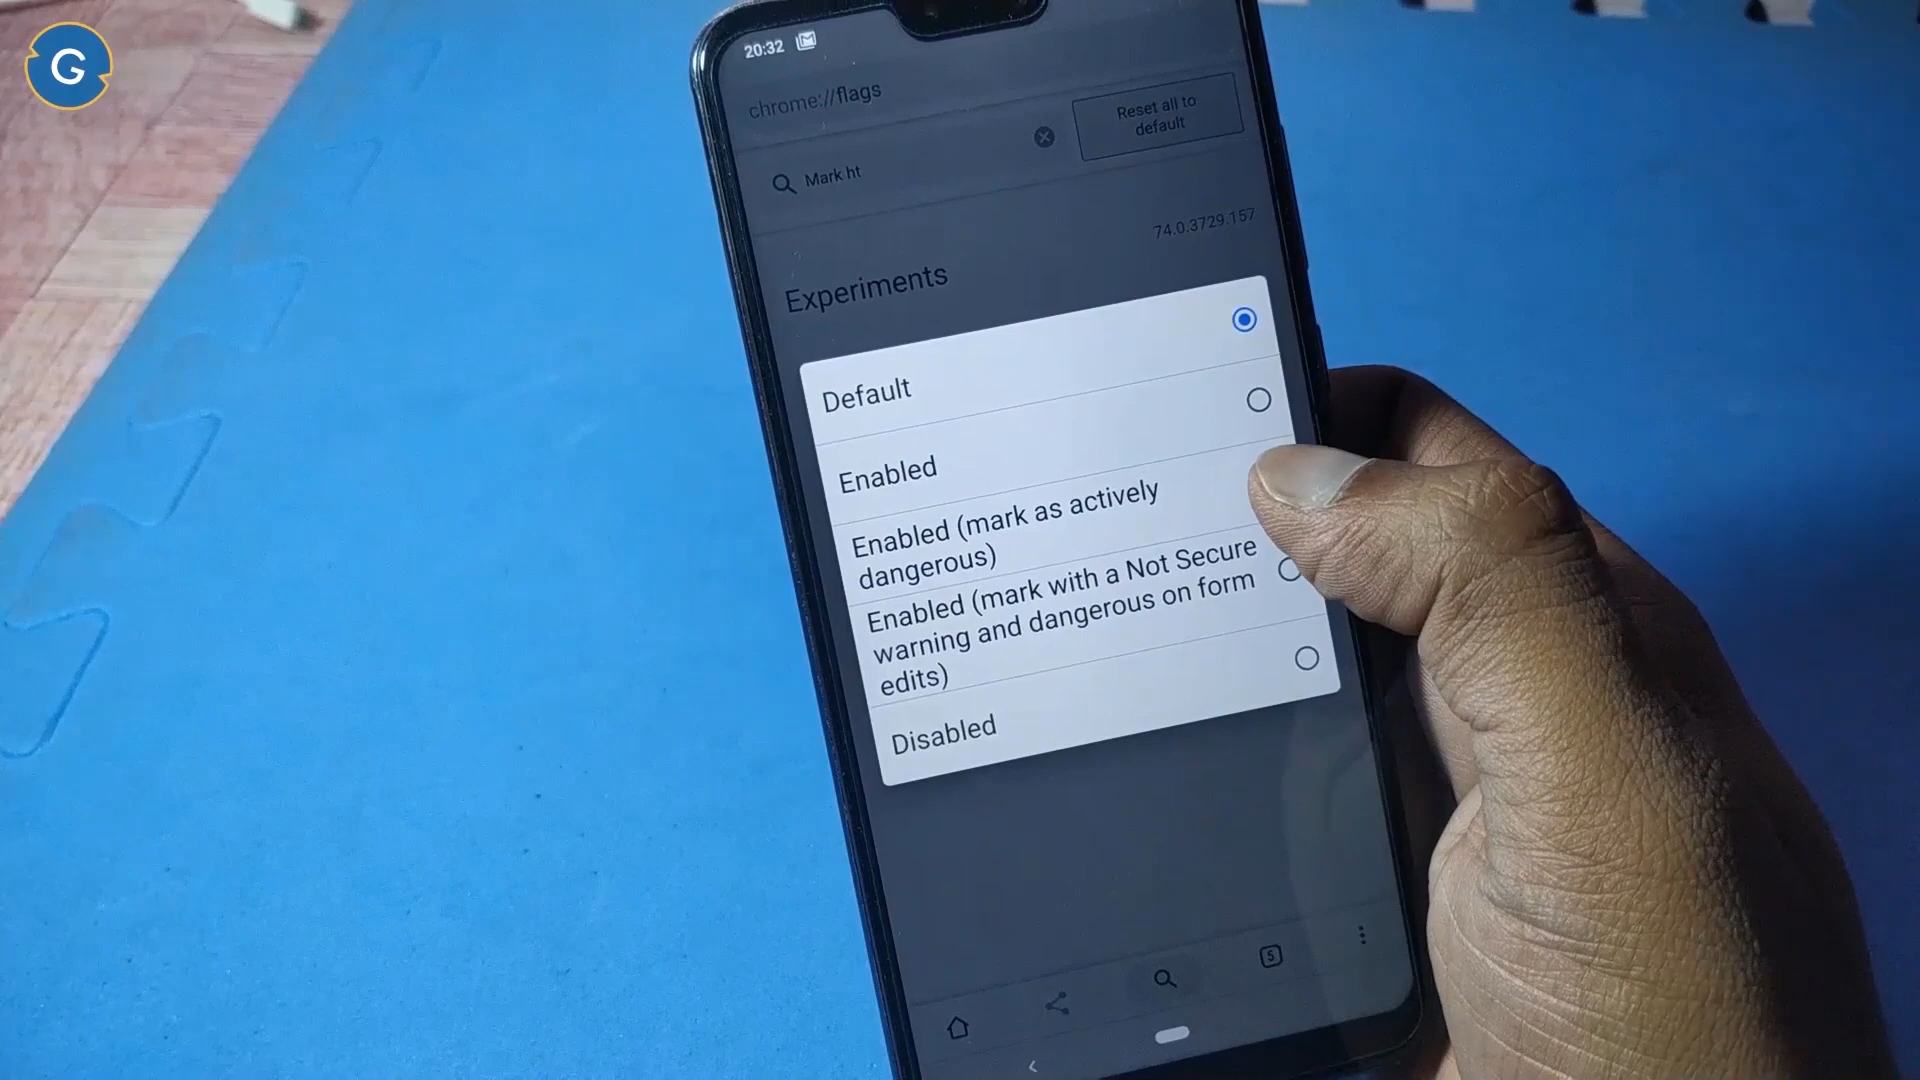 G
20:32
chrome://flags
Reset all to
default
Mark ht
74.0.3729.157
Experiments
Default
Enabled
Enabled (mark as actively
dangerous)
Enabled (mark with a Not Secure
warning and dangerous on form
edits)
Disabled
5